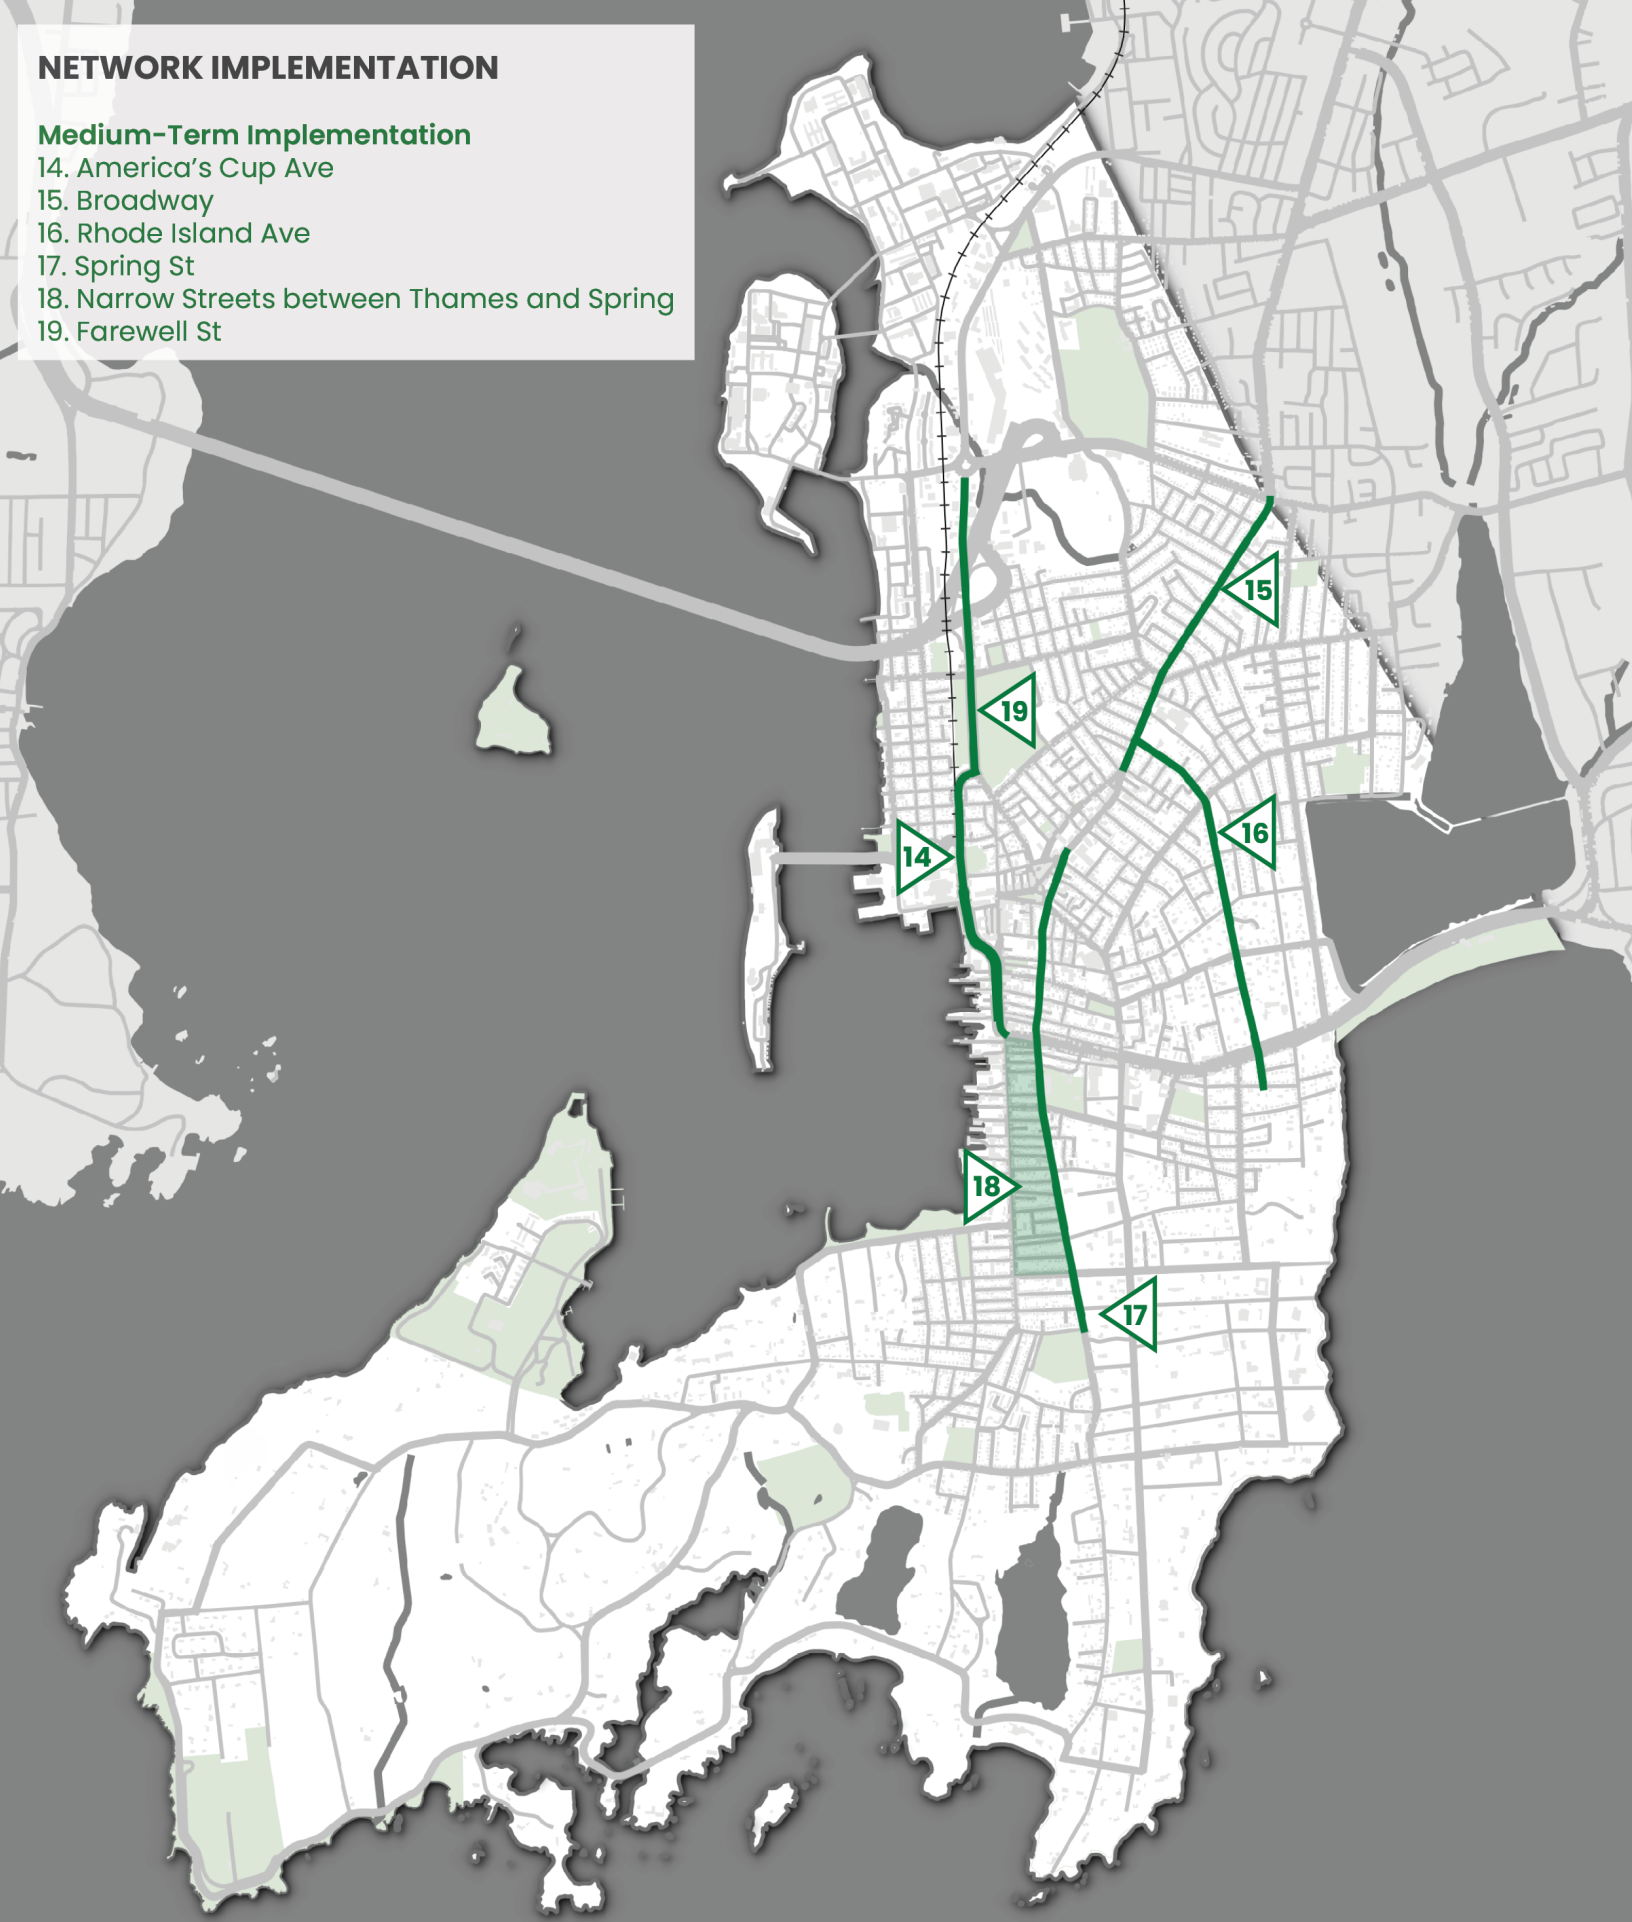 NETWORK IMPLEMENTATION
Medium-Term Implementation
14. America’s Cup Ave
15. Broadway
16. Rhode Island Ave
17. Spring St
18. Narrow Streets between Thames and Spring
19. Farewell St
15
19
16
14
18
17